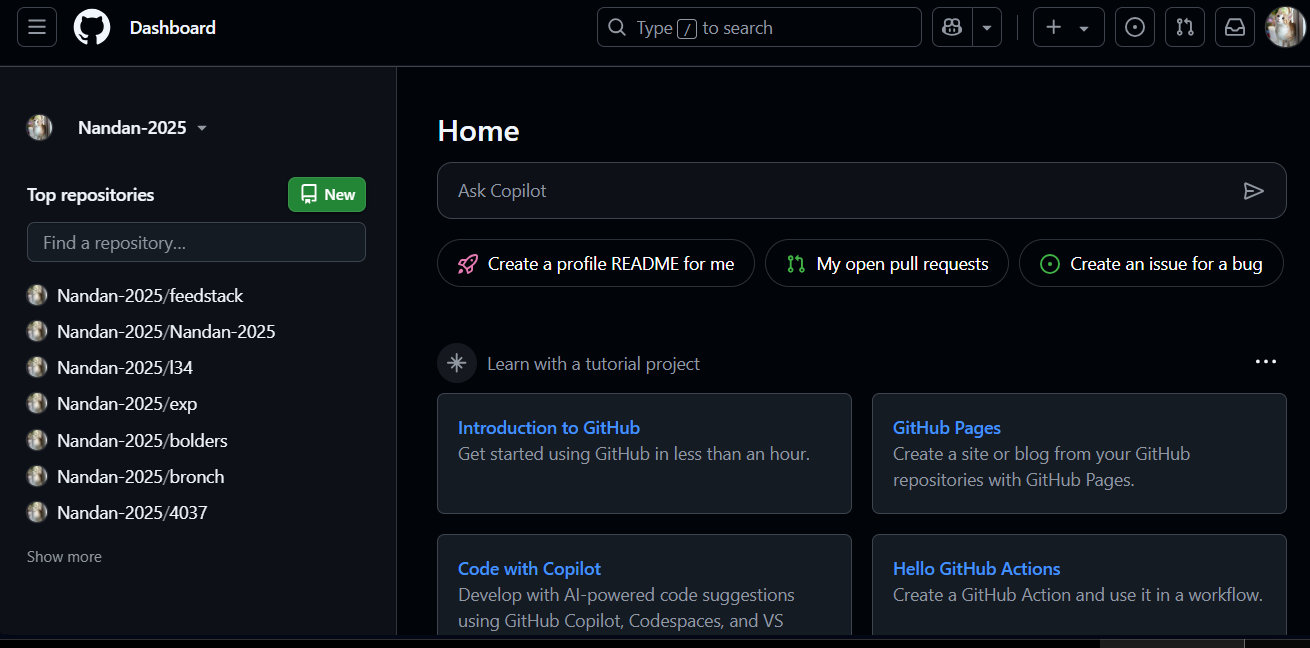 Dashboard
Type / to search
Nandan-2025
Top repositories
New
Find a repository...
Nandan-2025/feedstack
Nandan-2025/Nandan-2025
Nandan-2025/l34
Nandan-2025/exp
Nandan-2025/bolders
Nandan-2025/bronch
Nandan-2025/4037
Show more
Home
Ask Copilot
Create a profile README for me
My open pull requests
Create an issue for a bug
Learn with a tutorial project
Introduction to GitHub
Get started using GitHub in less than an hour.
GitHub Pages
Create a site or blog from your GitHub
repositories with GitHub Pages.
Code with Copilot
Develop with AI-powered code suggestions
using GitHub Copilot, Codespaces, and VS
Hello GitHub Actions
Create a GitHub Action and use it in a workflow.